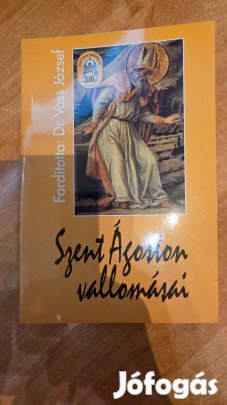 Fordította: Dr. Vass József
Szent Ágoston
vallomásai
Jófogás